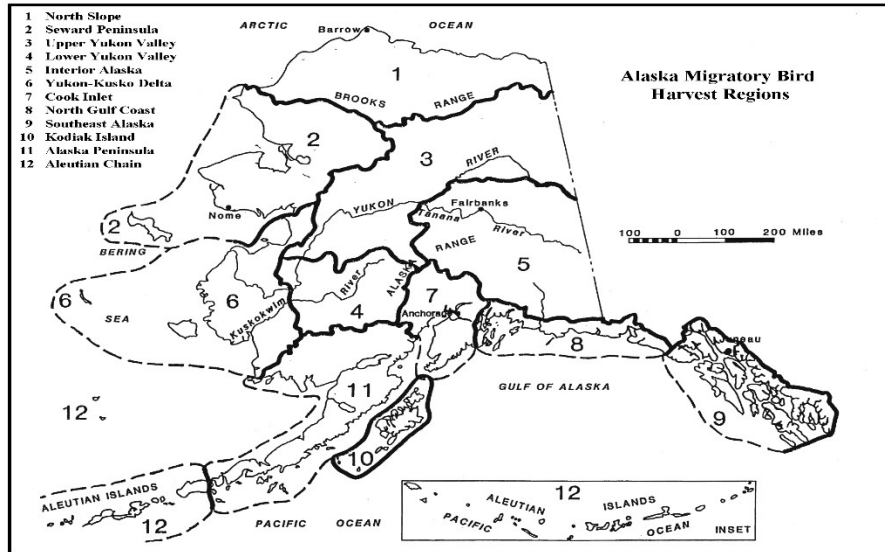 1 North Slope
2 Seward Peninsula
3 Upper Yukon Valley
4 Lower Yukon Valley
5 Interior Alaska
6 Yukon-Kusko Delta
7 Cook Inlet
8 North Gulf Coast
9 Southeast Alaska
10 Kodiak Island
11 Alaska Peninsula
12 Aleutian Chain
ARCTIC OCEAN
Barrow
Alaska Migratory Bird
Harvest Regions
1
BROOKS RANGE
2
3
RIVER
YUKON
Nome
Fairbanks
Tanana
River
RANGE
2
BERING
100 0 100 200 Miles
5
6
SEA
6
Kuskokwim
River
4
ALASKA
7
Anchorage
8
Juneau
GULF OF ALASKA
9
11
12
10
ALEUTIAN ISLANDS
12
PACIFIC OCEAN
12
ALEUTIAN ISLANDS
PACIFIC OCEAN
INSET